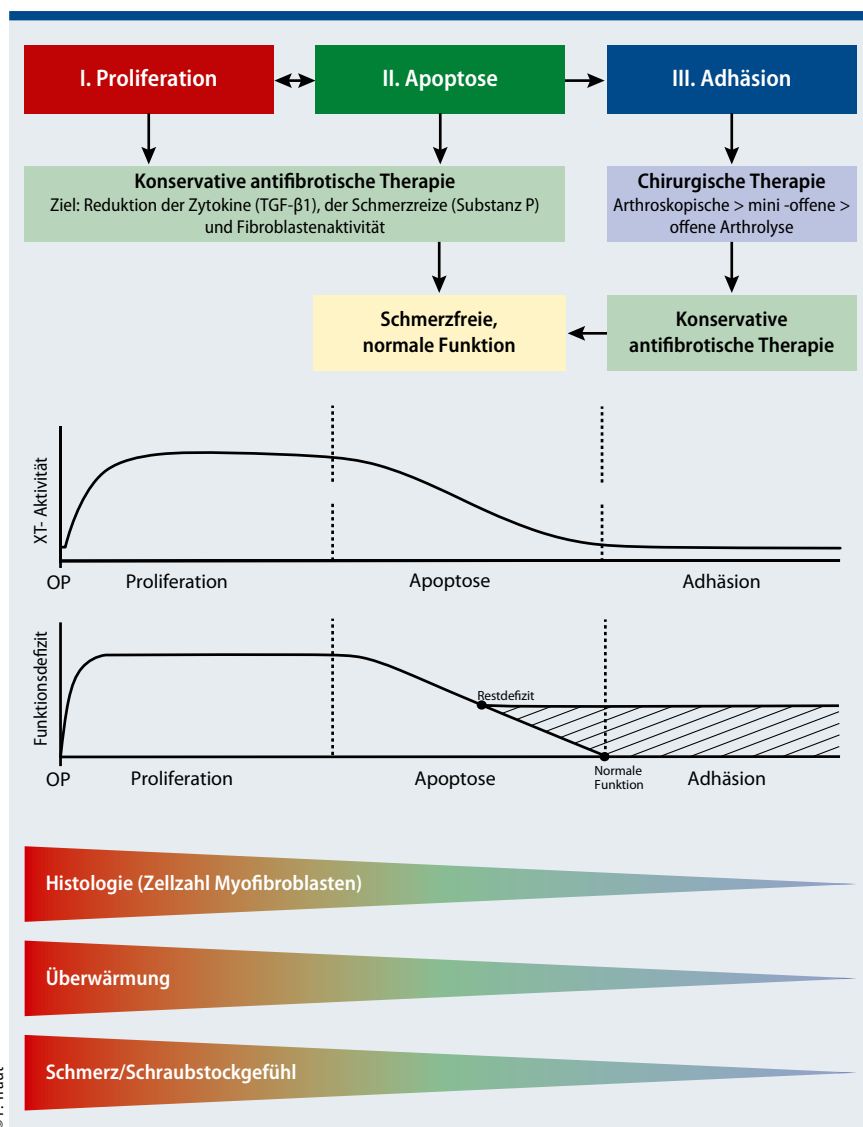 I. Proliferation
II. Apoptose
III. Adhäsion
Konservative antifibrotische Therapie
Ziel: Reduktion der Zytokine (TGF-β1), der Schmerzreize (Substanz P)
und Fibroblastenaktivität
Chirurgische Therapie
Arthroskopische > mini -offene >
offene Arthrolyse
Schmerzfreie,
normale Funktion
Konservative
antifibrotische Therapie
XT- Aktivität
OP
Proliferation
Apoptose
Adhäsion
Funktionsdefizit
Restdefizit
OP
Proliferation
Apoptose
Normale
Funktion
Adhäsion
Histologie (Zellzahl Myofibroblasten)
Überwärmung
Schmerz/Schraubstockgefühl